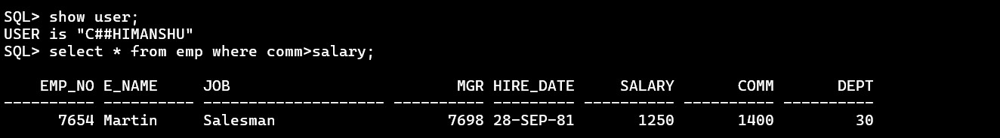 SQL> show user;
USER is "C##HIMANSHU"
SQL> select * from emp where comm>salary;
    EMP_NO E_NAME     JOB                         MGR HIRE_DATE     SALARY       COMM       DEPT
---------- ---------- -------------------- ---------- --------- ---------- ---------- ----------
      7654 Martin     Salesman                   7698 28-SEP-81       1250       1400         30